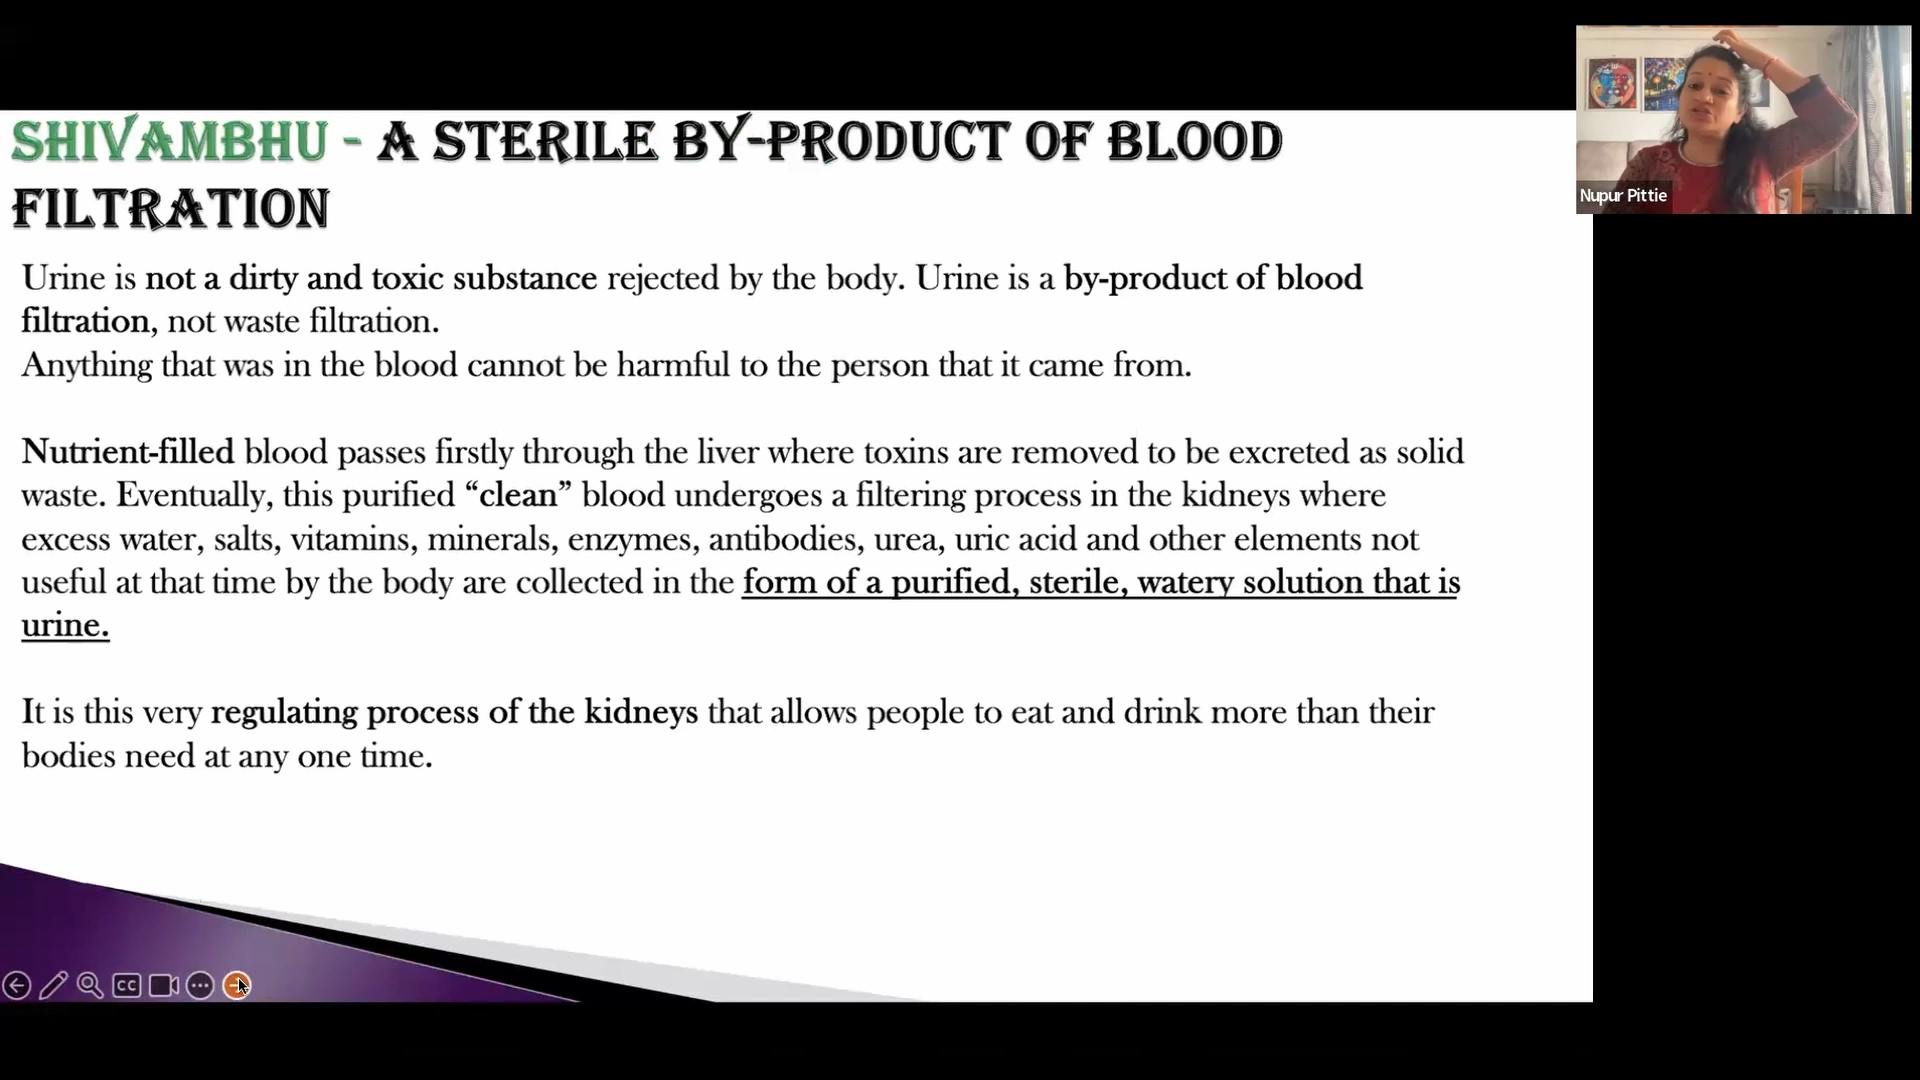 SHIVAMBHU - A STERILE BY-PRODUCT OF BLOOD
FILTRATION
Nupur Pittie
Urine is not a dirty and toxic substance rejected by the body. Urine is a by-product of blood
filtration, not waste filtration.
Anything that was in the blood cannot be harmful to the person that it came from.
Nutrient-filled blood passes firstly through the liver where toxins are removed to be excreted as solid
waste. Eventually, this purified “clean” blood undergoes a filtering process in the kidneys where
excess water, salts, vitamins, minerals, enzymes, antibodies, urea, uric acid and other elements not
useful at that time by the body are collected in the form of a purified, sterile, watery solution that is
urine.
It is this very regulating process of the kidneys that allows people to eat and drink more than their
bodies need at any one time.
CC